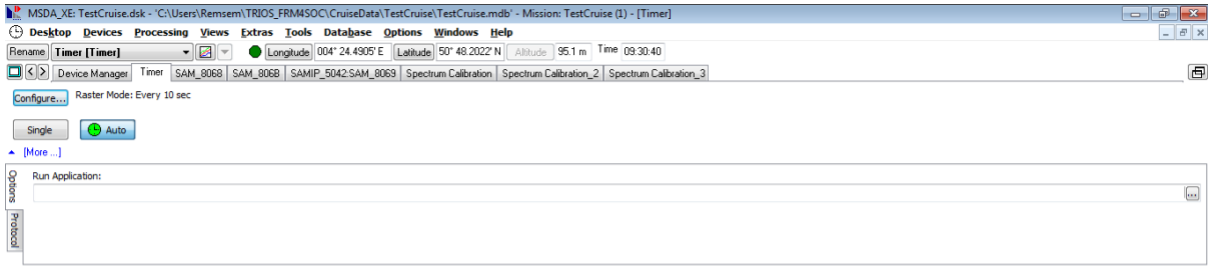 MSDA_XE: TestCruise.dsk - 'C:\Users\Remsem\TRIOS_FRM4SOC\CruiseData\TestCruise\TestCruise.mdb' - Mission: TestCruise (1) - [Timer]
Desktop Devices Processing Views Extras Tools Database Options Windows Help
Rename Timer [Timer] Longitude 004° 24.4905' E Latitude 50° 48.2022' N Altitude 95.1 m Time 09:30:40
Device Manager Timer SAM_8068 SAM_806B SAMIP_5042:SAM_8069 Spectrum Calibration Spectrum Calibration_2 Spectrum Calibration_3
Configure... Raster Mode: Every 10 sec
Single Auto
[More ...]
Options
Run Application:
...
Protocol